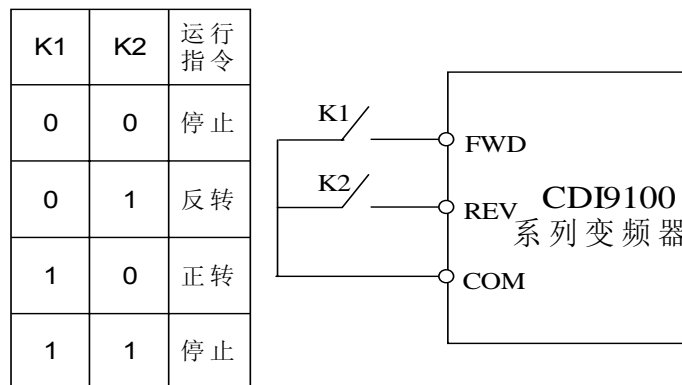 K1 K2 运行
指令
0 0 停止
0 1 反转
1 0 正转
1 1 停止
K1
FWD
K2
REV
CDI9100
系列变频器
COM